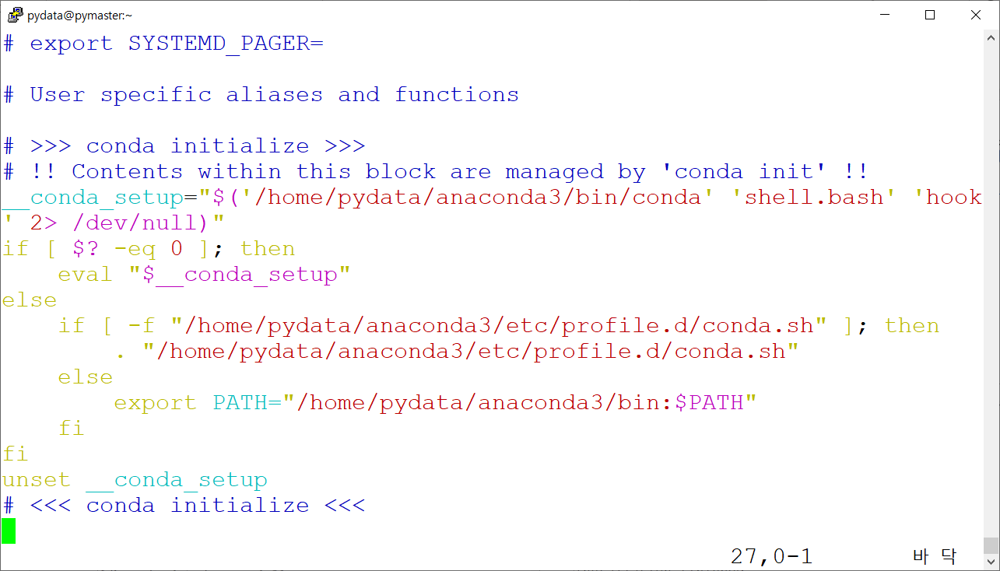 pydata@pymaster:~
# export SYSTEMD_PAGER=
# User specific aliases and functions
# >>> conda initialize >>>
# !! Contents within this block are managed by 'conda init' !!
__conda_setup="$('/home/pydata/anaconda3/bin/conda' 'shell.bash' 'hook
' 2> /dev/null)"
if [ $? -eq 0 ]; then
    eval "$__conda_setup"
else
    if [ -f "/home/pydata/anaconda3/etc/profile.d/conda.sh" ]; then
        . "/home/pydata/anaconda3/etc/profile.d/conda.sh"
    else
        export PATH="/home/pydata/anaconda3/bin:$PATH"
    fi
fi
unset __conda_setup
# <<< conda initialize <<<
27,0-1 바닥